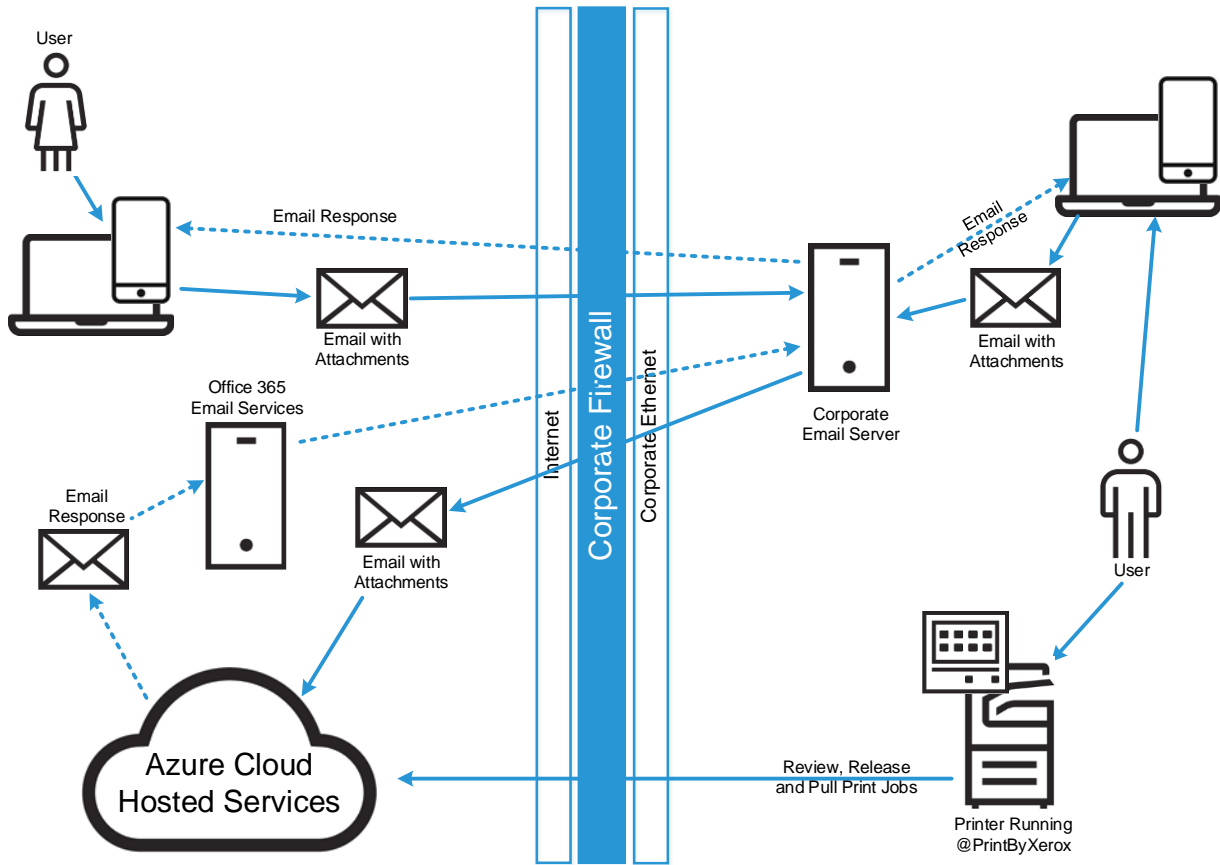 User
Email Response
Email
Response
Email with
Attachments
Email with
Attachments
Office 365
Email Services
Corporate
Email Server
Internet
Corporate Firewall
Corporate Ethernet
Email
Response
Email with
Attachments
User
Azure Cloud
Hosted Services
Review, Release
and Pull Print Jobs
Printer Running
@PrintByXerox